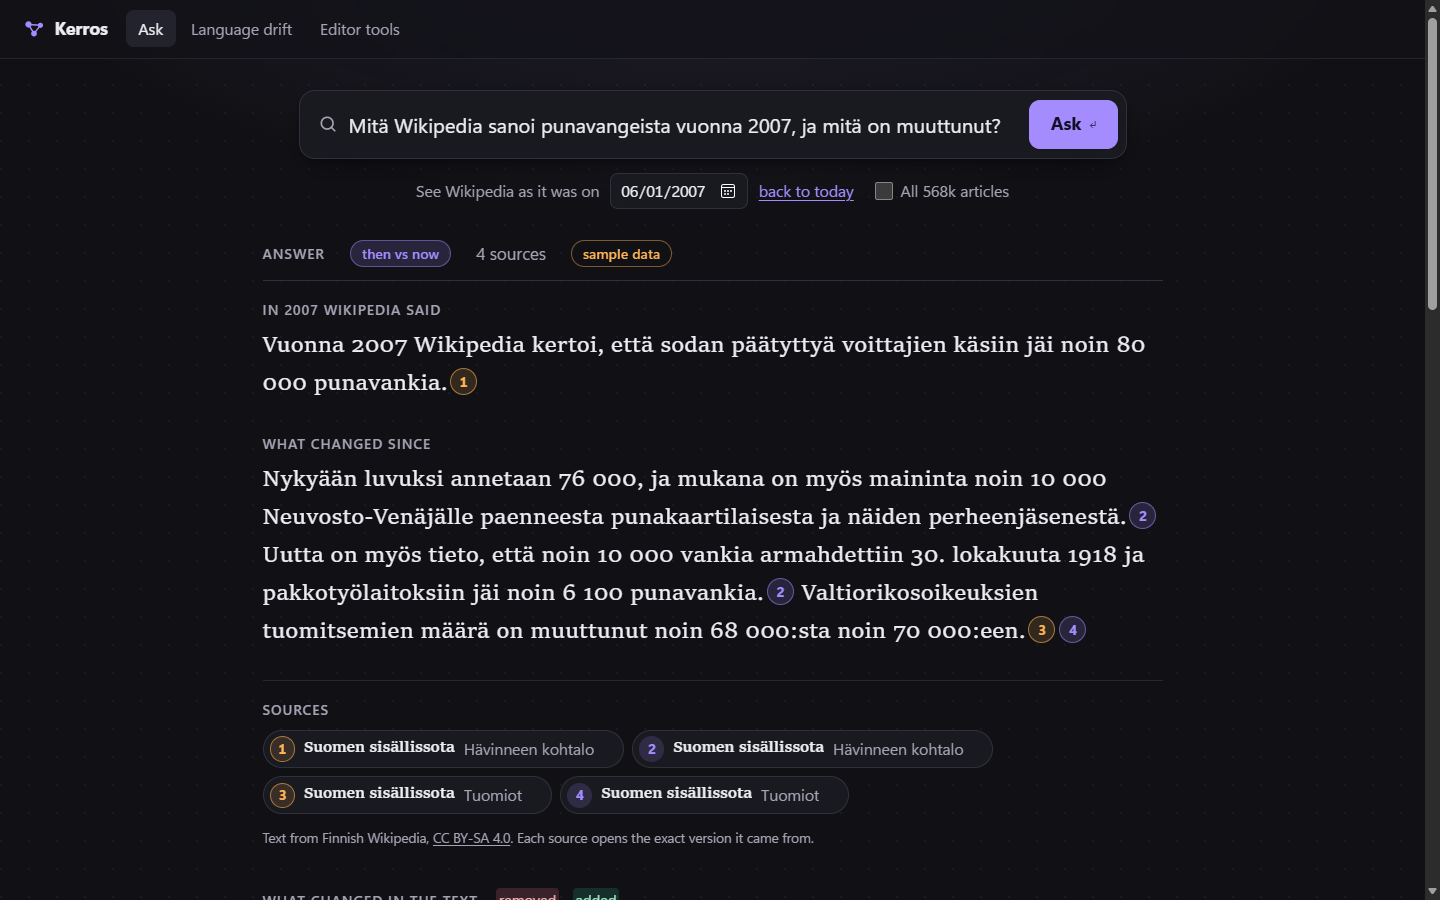 Kerros Ask Language drift Editor tools
Mitä Wikipedia sanoi punavangeista vuonna 2007, ja mitä on muuttunut? Ask
See Wikipedia as it was on 06/01/2007 back to today All 568k articles
ANSWER then vs now 4 sources sample data
IN 2007 WIKIPEDIA SAID
Vuonna 2007 Wikipedia kertoi, että sodan päätyttyä voittajien käsiin jäi noin 80
000 punavankia. 1
WHAT CHANGED SINCE
Nykyään luvuksi annetaan 76 000, ja mukana on myös maininta noin 10 000
Neuvosto-Venäjälle paenneesta punakaartilaisesta ja näiden perheenjäsenestä. 2
Uutta on myös tieto, että noin 10 000 vankia armahdettiin 30. lokakuuta 1918 ja
pakkotyölaitoksiin jäi noin 6 100 punavankia. 2 Valtiorikosoikeuksien
tuomitsemien määrä on muuttunut noin 68 000:sta noin 70 000:een. 3 4
SOURCES
1 Suomen sisällissota Hävinneen kohtalo 2 Suomen sisällissota Hävinneen kohtalo
3 Suomen sisällissota Tuomiot 4 Suomen sisällissota Tuomiot
Text from Finnish Wikipedia, CC BY-SA 4.0. Each source opens the exact version it came from.
WHAT CHANGED IN THE TEXT removed added